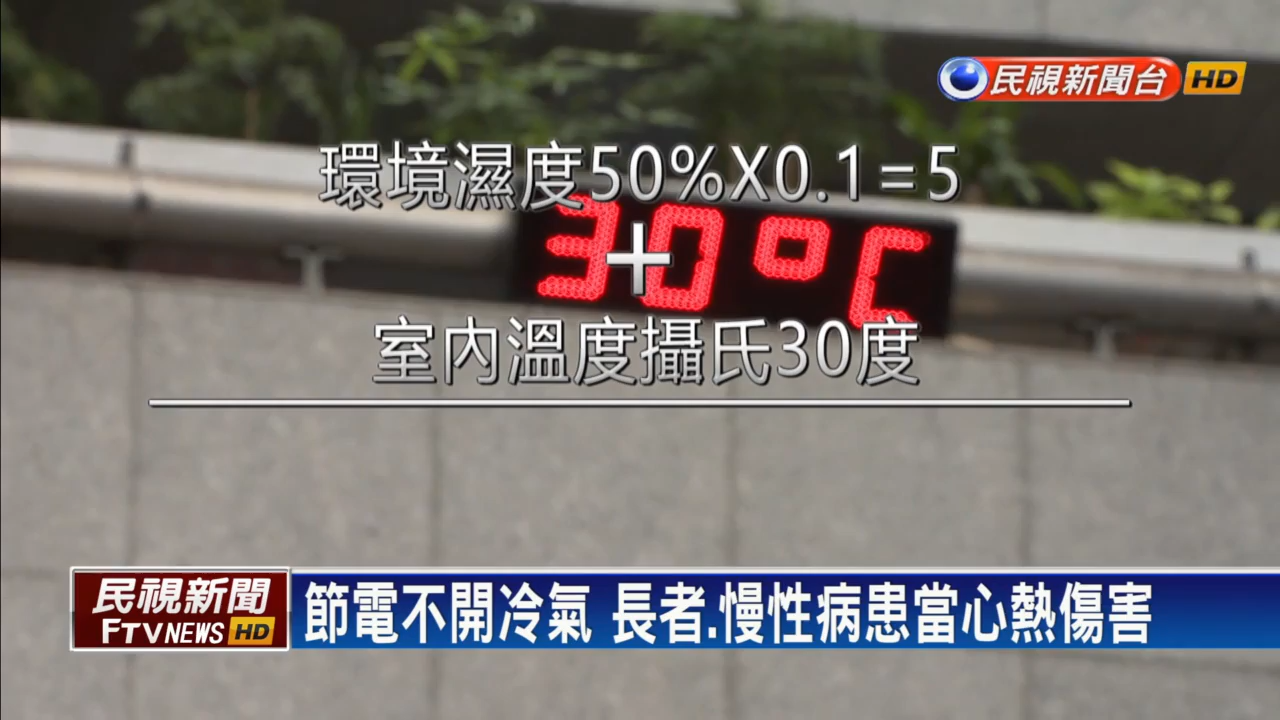 民視新聞台 HD
環境濕度50%X0.1=5
30°C
+
室內溫度攝氏30度
民視新聞
FTVNEWS HD
節電不開冷氣 長者.慢性病患當心熱傷害